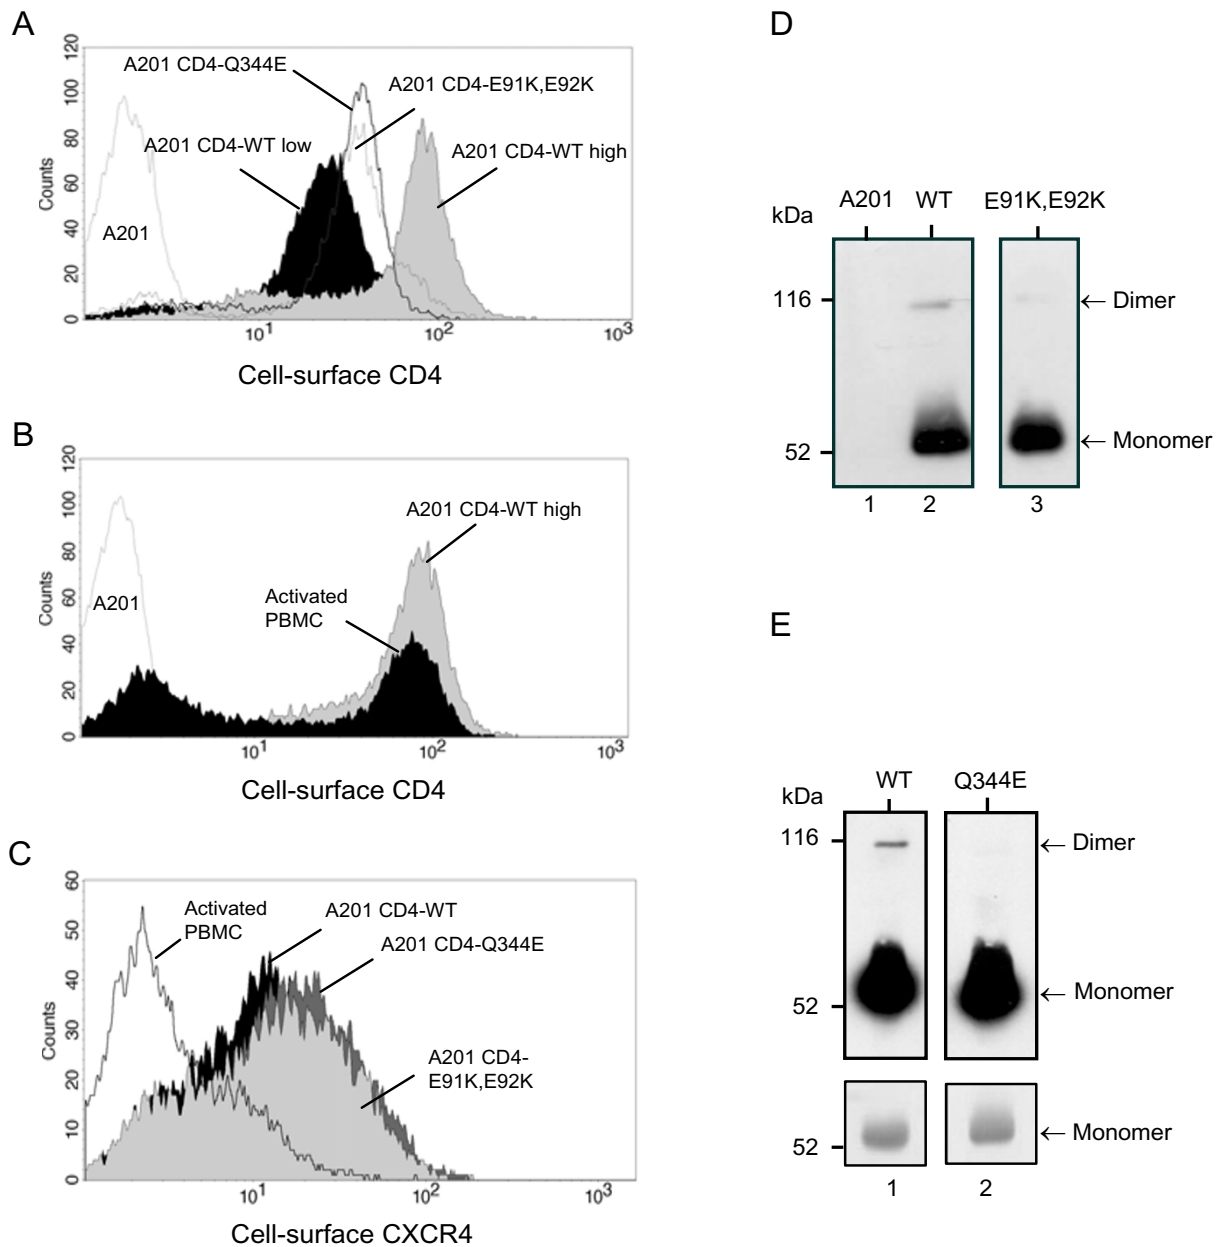 A
120
100
80
60
40
20
0
Counts
A201 CD4-Q344E
A201 CD4-E91K,E92K
A201 CD4-WT low
A201 CD4-WT high
A201
10¹
10²
10³
Cell-surface CD4
B
120
100
80
60
40
20
0
Counts
A201 CD4-WT high
Activated
PBMC
A201
10¹
10²
10³
Cell-surface CD4
C
60
50
40
30
20
10
0
Counts
Activated
PBMC
A201 CD4-WT
A201 CD4-Q344E
A201 CD4-
E91K,E92K
10¹
10²
10³
Cell-surface CXCR4
D
kDa
A201 WT E91K,E92K
116
← Dimer
52
← Monomer
1 2 3
E
kDa
WT Q344E
116
← Dimer
52
← Monomer
52
← Monomer
1 2